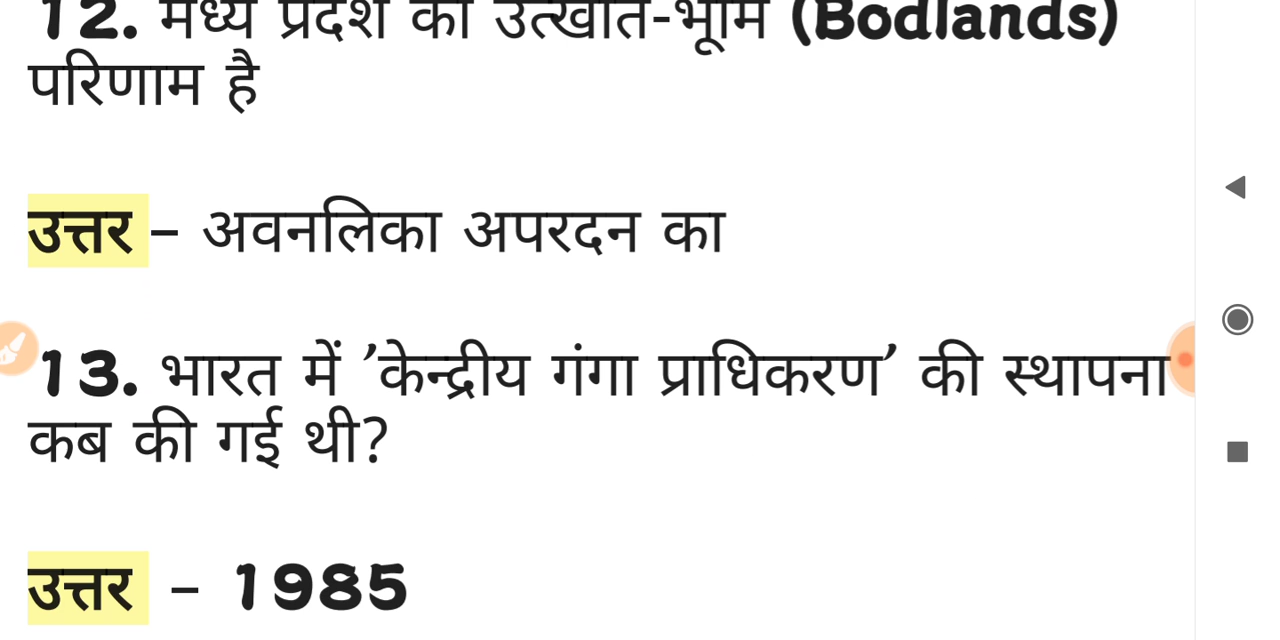 12. मध्य प्रदेश की उत्खात-भूमि (Bodlands)
परिणाम है
उत्तर – अवनलिका अपरदन का
13. भारत में ’केन्द्रीय गंगा प्राधिकरण’ की स्थापना
कब की गई थी?
उत्तर – 1985